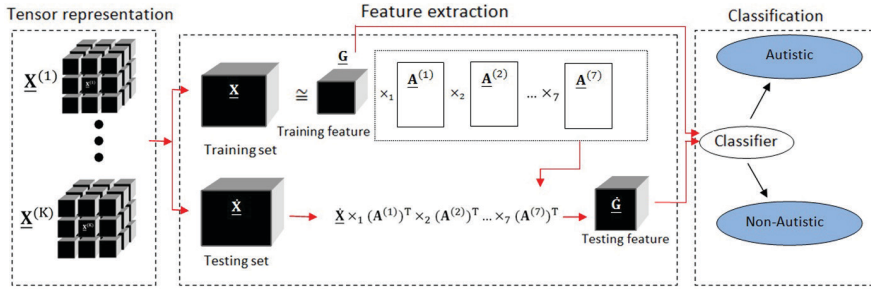 Tensor representation
Feature extraction
Classification
X^(1)
X^(1)
X^(K)
X^(K)
X
Training set
≅
G
Training feature
×₁ A^(1) ×₂ A^(2) ... ×₇ A^(7)
Ẋ
Testing set
Ẋ ×₁ (A^(1))^T ×₂ (A^(2))^T ... ×₇ (A^(7))^T
Ġ
Testing feature
Autistic
Classifier
Non-Autistic